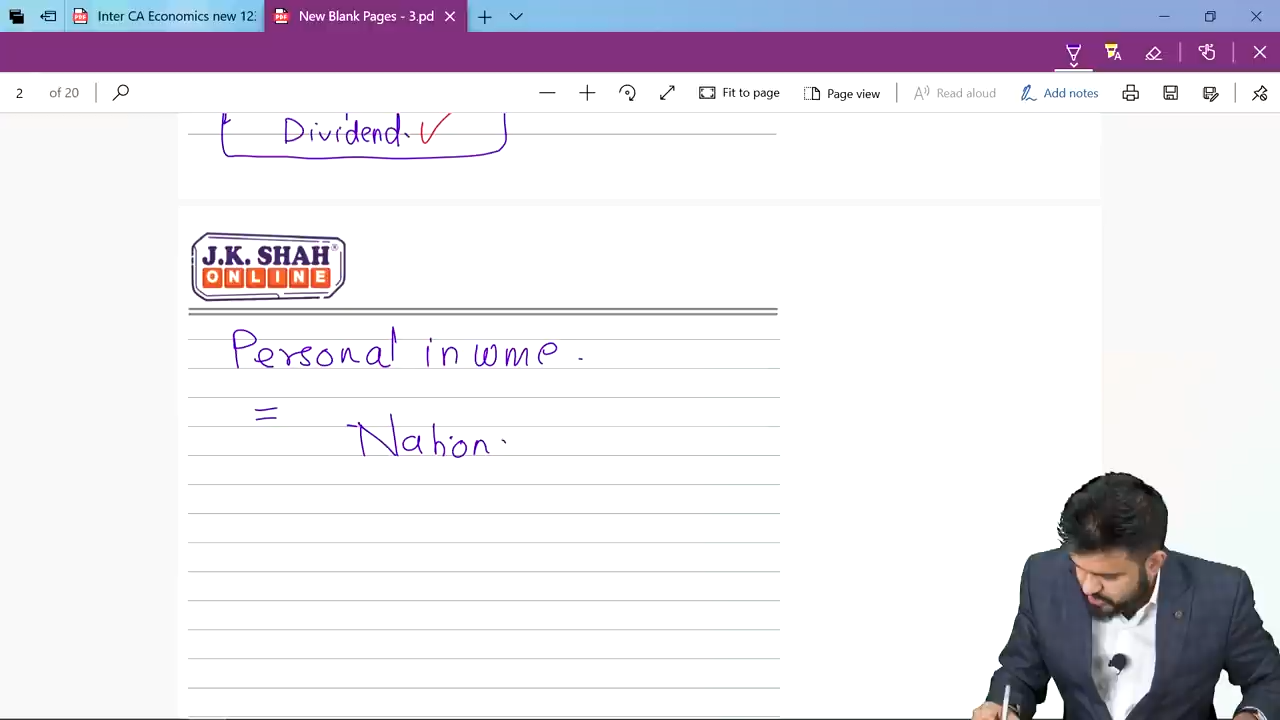 Inter CA Economics new 12
New Blank Pages - 3.pd
2 of 20
Fit to page
Page view
Read aloud
Add notes
Dividend.
J.K. SHAH®
ONLINE
Personal income.
=
Nation